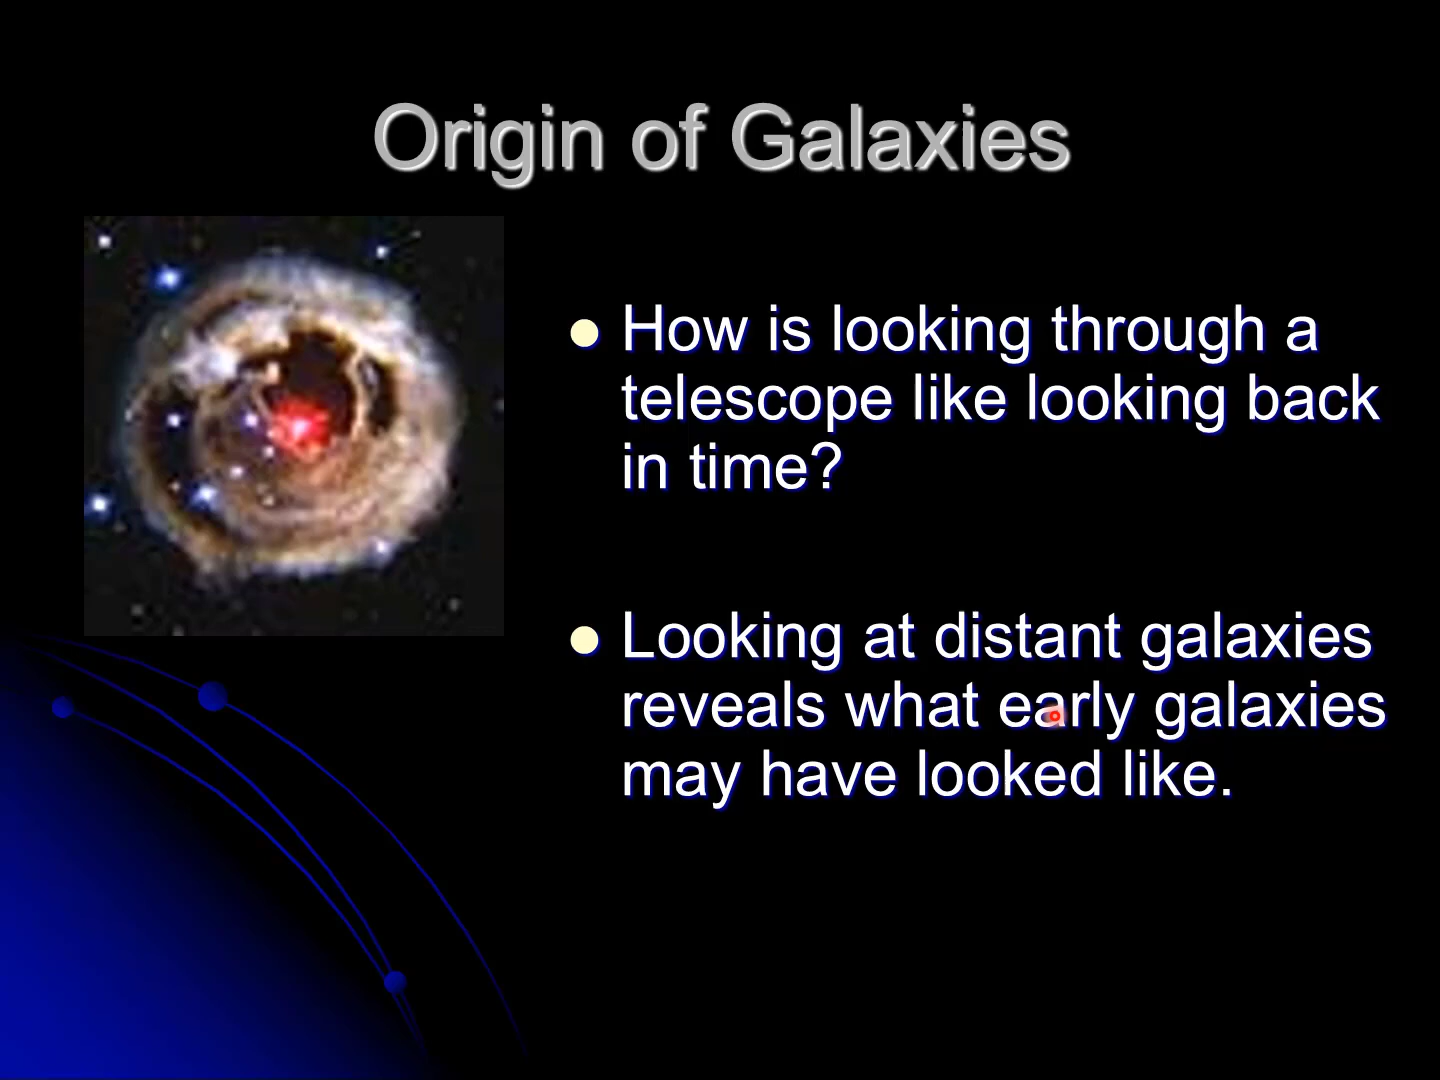 Origin of Galaxies
How is looking through a
telescope like looking back
in time?
Looking at distant galaxies
reveals what early galaxies
may have looked like.